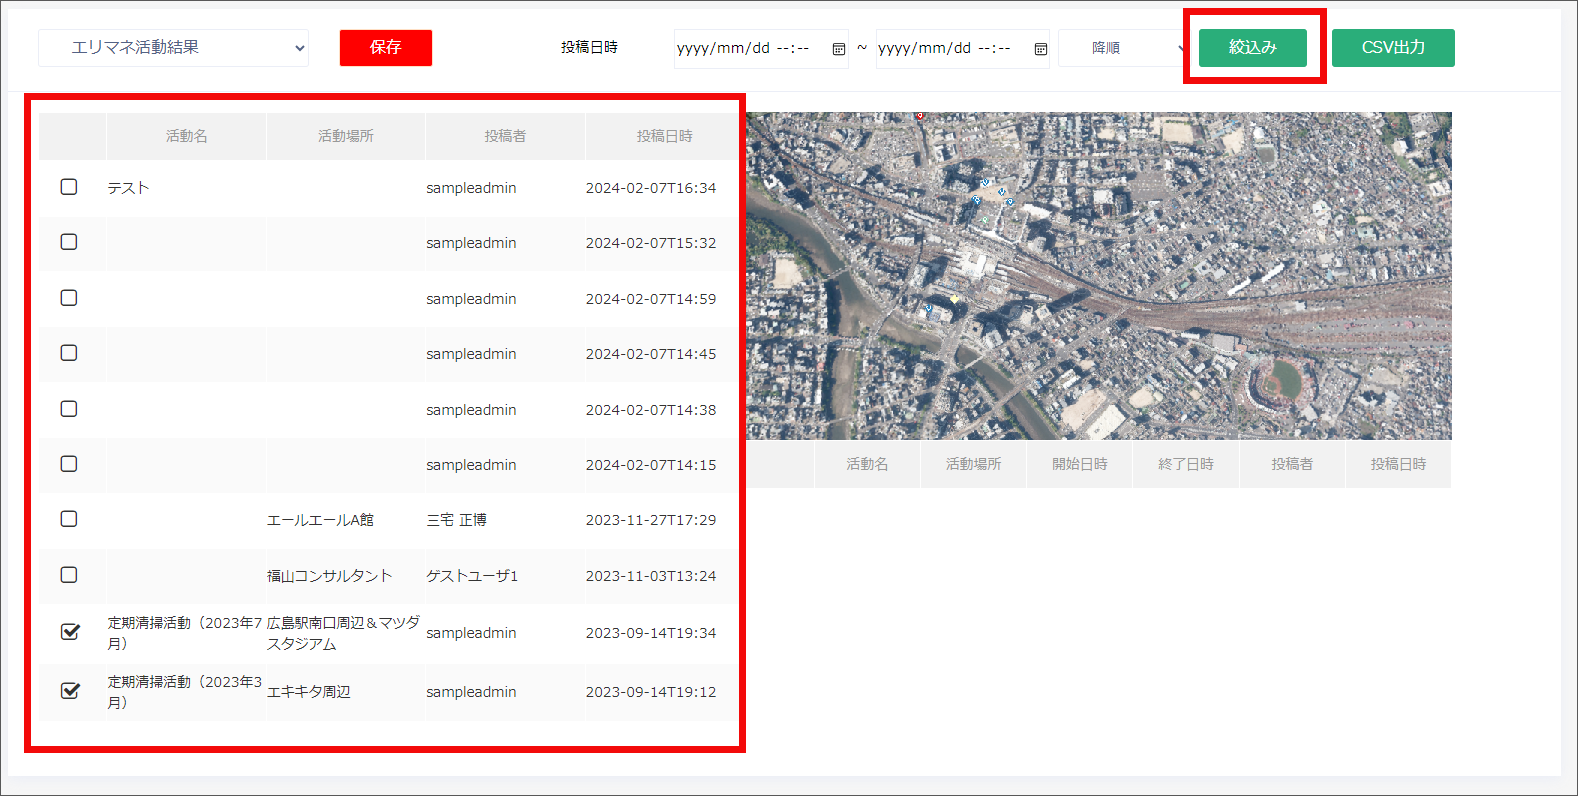 エリマネ活動結果 保存 投稿日時 yyyy/mm/dd --:-- ~ yyyy/mm/dd --:-- 降順 絞込み CSV出力
活動名 活動場所 投稿者 投稿日時
テスト sampleadmin 2024-02-07T16:34
sampleadmin 2024-02-07T15:32
sampleadmin 2024-02-07T14:59
sampleadmin 2024-02-07T14:45
sampleadmin 2024-02-07T14:38
sampleadmin 2024-02-07T14:15
エールエールA館 三宅 正博 2023-11-27T17:29
福山コンサルタント ゲストユーザ1 2023-11-03T13:24
定期清掃活動（2023年7
月） 広島駅南口周辺＆マツダ
スタジアム sampleadmin 2023-09-14T19:34
定期清掃活動（2023年3
月） エキキタ周辺 sampleadmin 2023-09-14T19:12
活動名 活動場所 開始日時 終了日時 投稿者 投稿日時